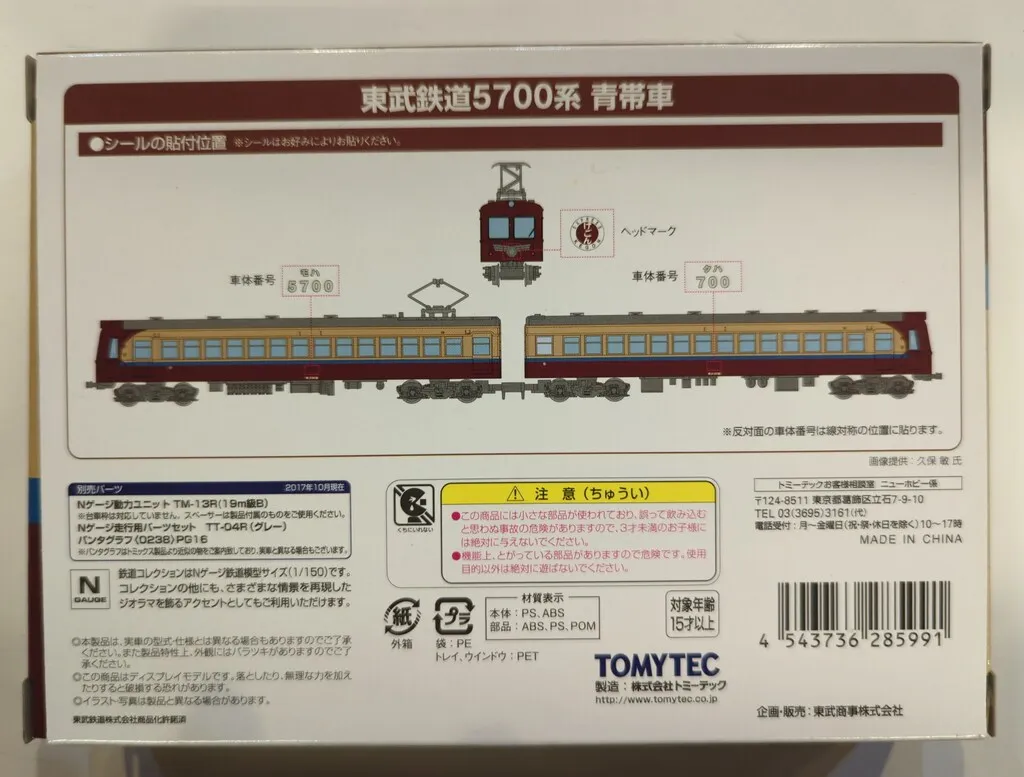 東武鉄道5700系 青帯車
●シールの貼付位置 ※シールはお好みによりお貼りください。
ヘッドマーク
車体番号 モハ 5700
車体番号 クハ 700
※反対面の車体番号は線対称の位置に貼ります。
画像提供：久保 敏 氏
別売パーツ 2017年10月現在
Nゲージ動力ユニット TM-13R(19m級B)
※台車枠は対応していません。スペーサーは製品付属のものをご使用ください。
Nゲージ走行用パーツセット TT-04R(グレー)
パンタグラフ(0238)PG16
※パンタグラフはトミックス製品より近似の物をご案内致しており、実車と異なる場合もございます。
N GAUGE
鉄道コレクションはNゲージ鉄道模型サイズ(1/150)です。
コレクションの他にも、さまざまな情景を再現した
ジオラマを飾るアクセントとしてもご利用いただけます。
◎本製品は、実車の型式・仕様とは異なる場合もありますのでご了承
ください。また製品特性上、外観にはバラツキがありますのでご了
承ください。
◎この商品はディスプレイモデルです。落としたり、無理な力を加え
たりすると破損する恐れがあります。
◎イラスト・写真は製品と異なる場合があります。
東武鉄道株式会社商品化許諾済
くちにいれない
注 意（ちゅうい）
●この商品には小さな部品が使われており、誤って飲み込む
と思わぬ事故の危険がありますので、3才未満のお子様に
は絶対に与えないでください。
●機能上、とがっている部品がありますので危険です。使用
目的以外は絶対に遊ばないでください。
紙
外箱
プラ
袋：PE
トレイ、ウインドウ：PET
材質表示
本体：PS、ABS
部品：ABS、PS、POM
対象年齢
15才以上
TOMYTEC
製造：株式会社トミーテック
http://www.tomytec.co.jp
トミーテックお客様相談室 ニューホビー係
〒124-8511 東京都葛飾区立石7-9-10
TEL 03(3695)3161(代)
電話受付：月〜金曜日(祝・祭・休日を除く)10〜17時
MADE IN CHINA
4 543736 285991
企画・販売：東武商事株式会社